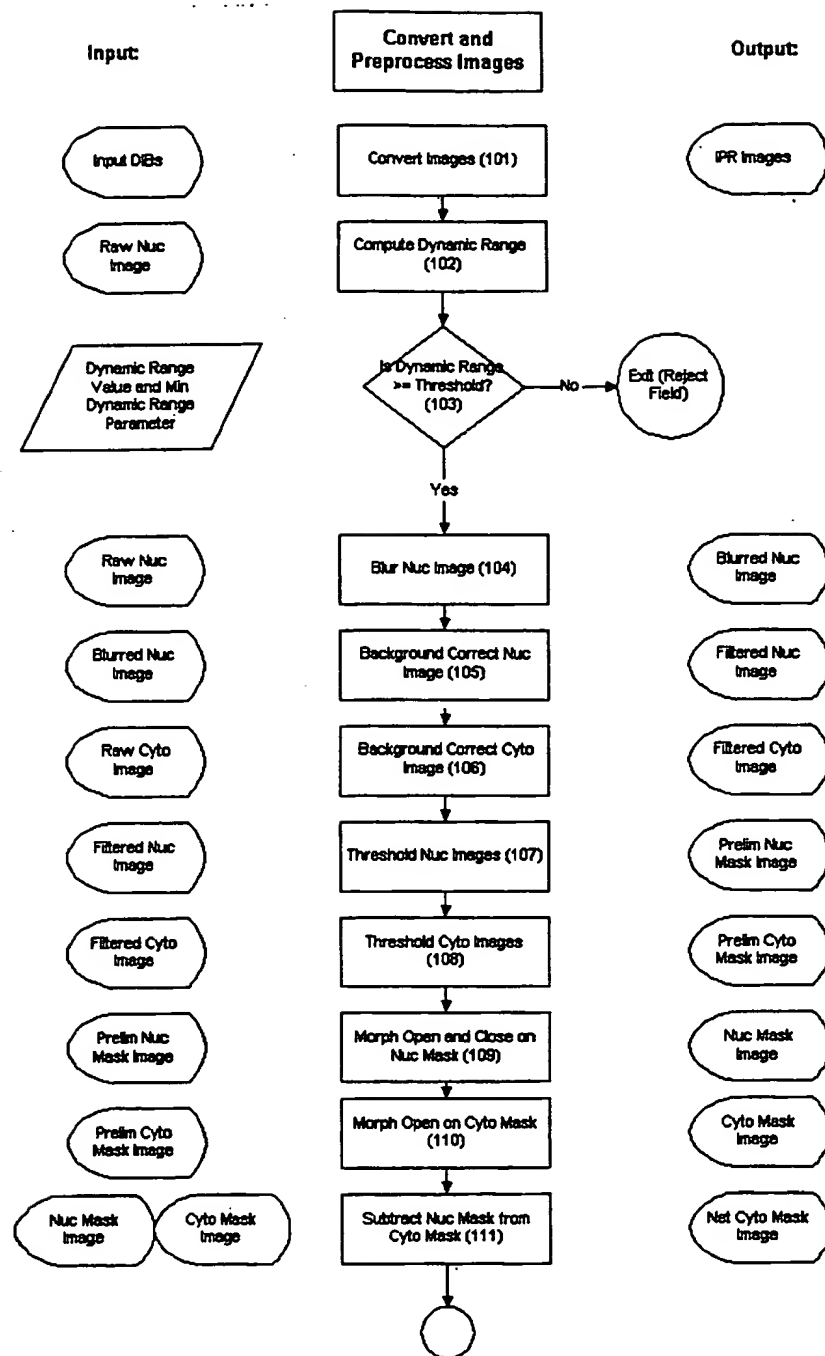 Input:
Convert and
Preprocess Images
Output:
Input DIBs
Convert Images (101)
IPR Images
Raw Nuc
Image
Compute Dynamic Range
(102)
Dynamic Range
Value and Min
Dynamic Range
Parameter
Is Dynamic Range
>= Threshold?
(103)
No
Exit (Reject
Field)
Yes
Raw Nuc
Image
Blur Nuc Image (104)
Blurred Nuc
Image
Blurred Nuc
Image
Background Correct Nuc
Image (105)
Filtered Nuc
Image
Raw Cyto
Image
Background Correct Cyto
Image (106)
Filtered Cyto
Image
Filtered Nuc
Image
Threshold Nuc Images (107)
Prelim Nuc
Mask Image
Filtered Cyto
Image
Threshold Cyto Images
(108)
Prelim Cyto
Mask Image
Prelim Nuc
Mask Image
Morph Open and Close on
Nuc Mask (109)
Nuc Mask
Image
Prelim Cyto
Mask Image
Morph Open on Cyto Mask
(110)
Cyto Mask
Image
Nuc Mask
Image
Cyto Mask
Image
Subtract Nuc Mask from
Cyto Mask (111)
Net Cyto Mask
Image